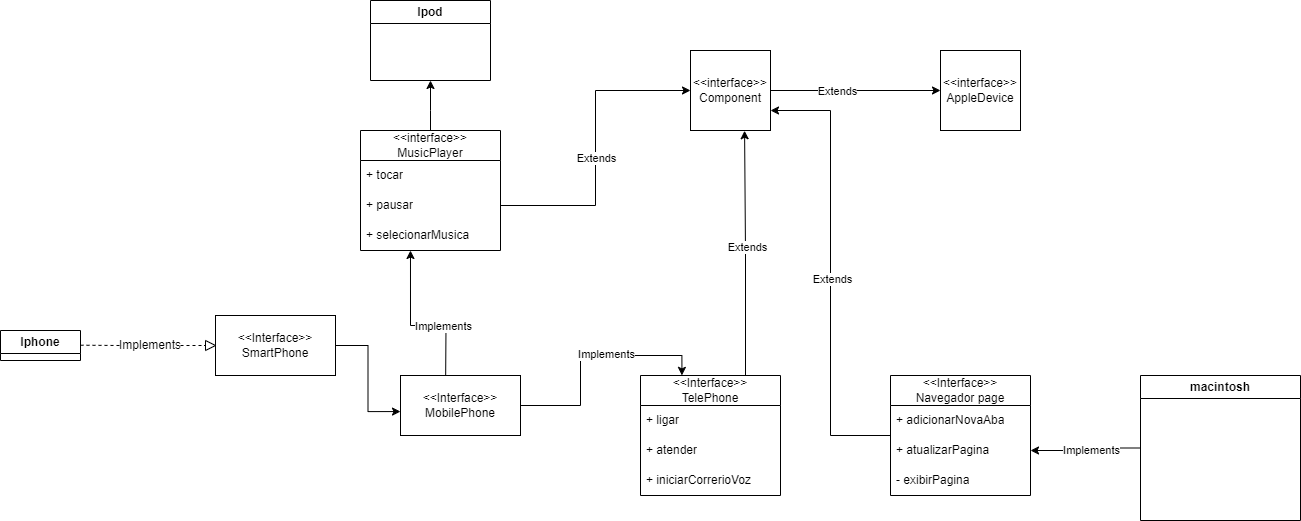 Ipod
<<interface>>
Component
Extends
<<interface>>
AppleDevice
<<interface>>
MusicPlayer
+ tocar
+ pausar
+ selecionarMusica
Extends
Extends
Extends
Iphone
Implements
<<Interface>>
SmartPhone
Implements
<<Interface>>
MobilePhone
Implements
<<Interface>>
TelePhone
+ ligar
+ atender
+ iniciarCorrerioVoz
<<Interface>>
Navegador page
+ adicionarNovaAba
+ atualizarPagina
- exibirPagina
Implements
macintosh